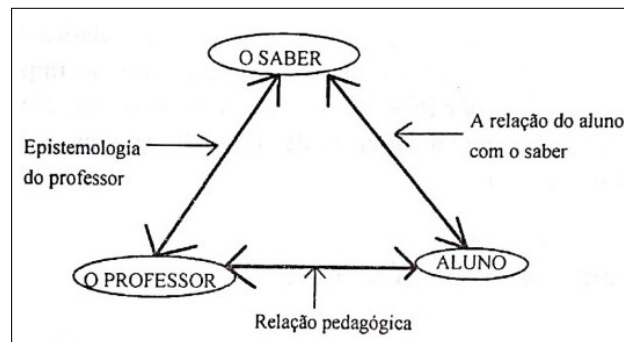 O SABER
Epistemologia
do professor
A relação do aluno
com o saber
O PROFESSOR
ALUNO
Relação pedagógica